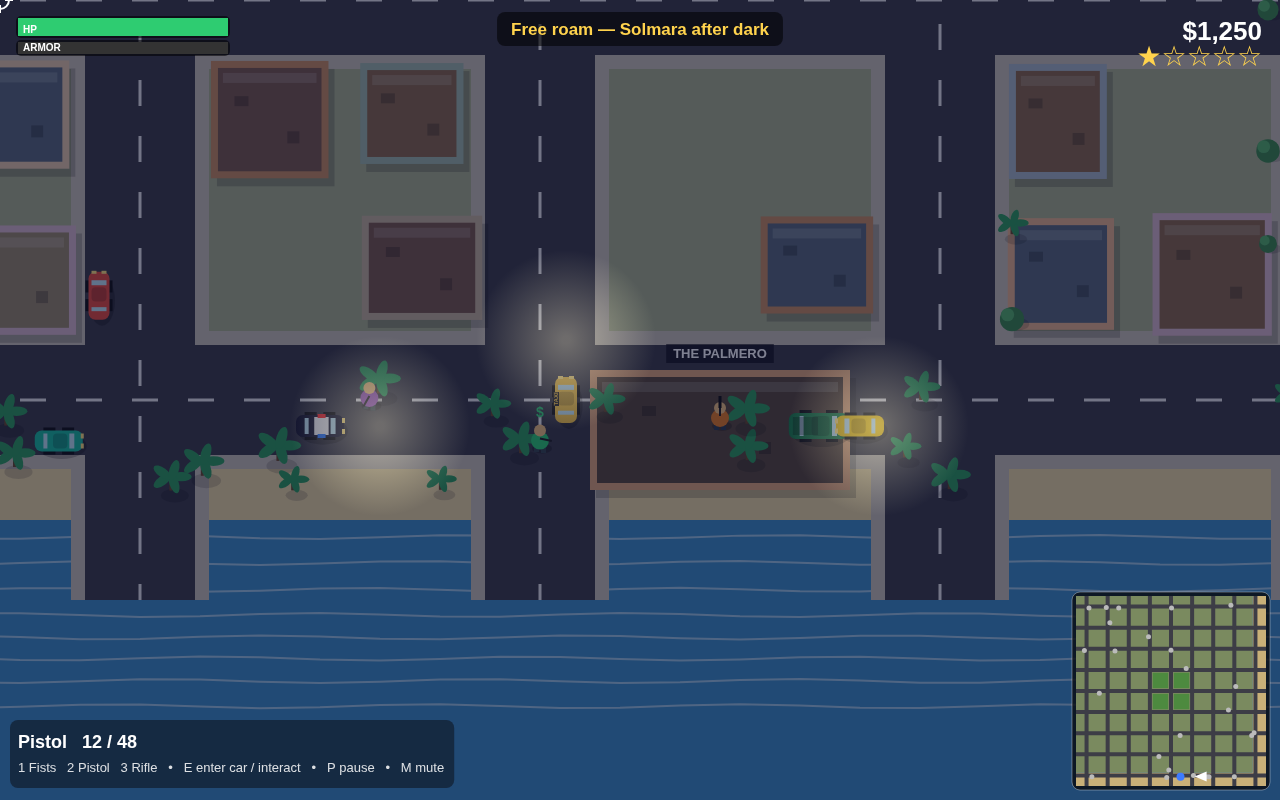 HP
ARMOR
Free roam — Solmara after dark
$1,250
★☆☆☆☆
THE PALMERO
TAXI
$
Pistol 12 / 48
1 Fists 2 Pistol 3 Rifle • E enter car / interact • P pause • M mute